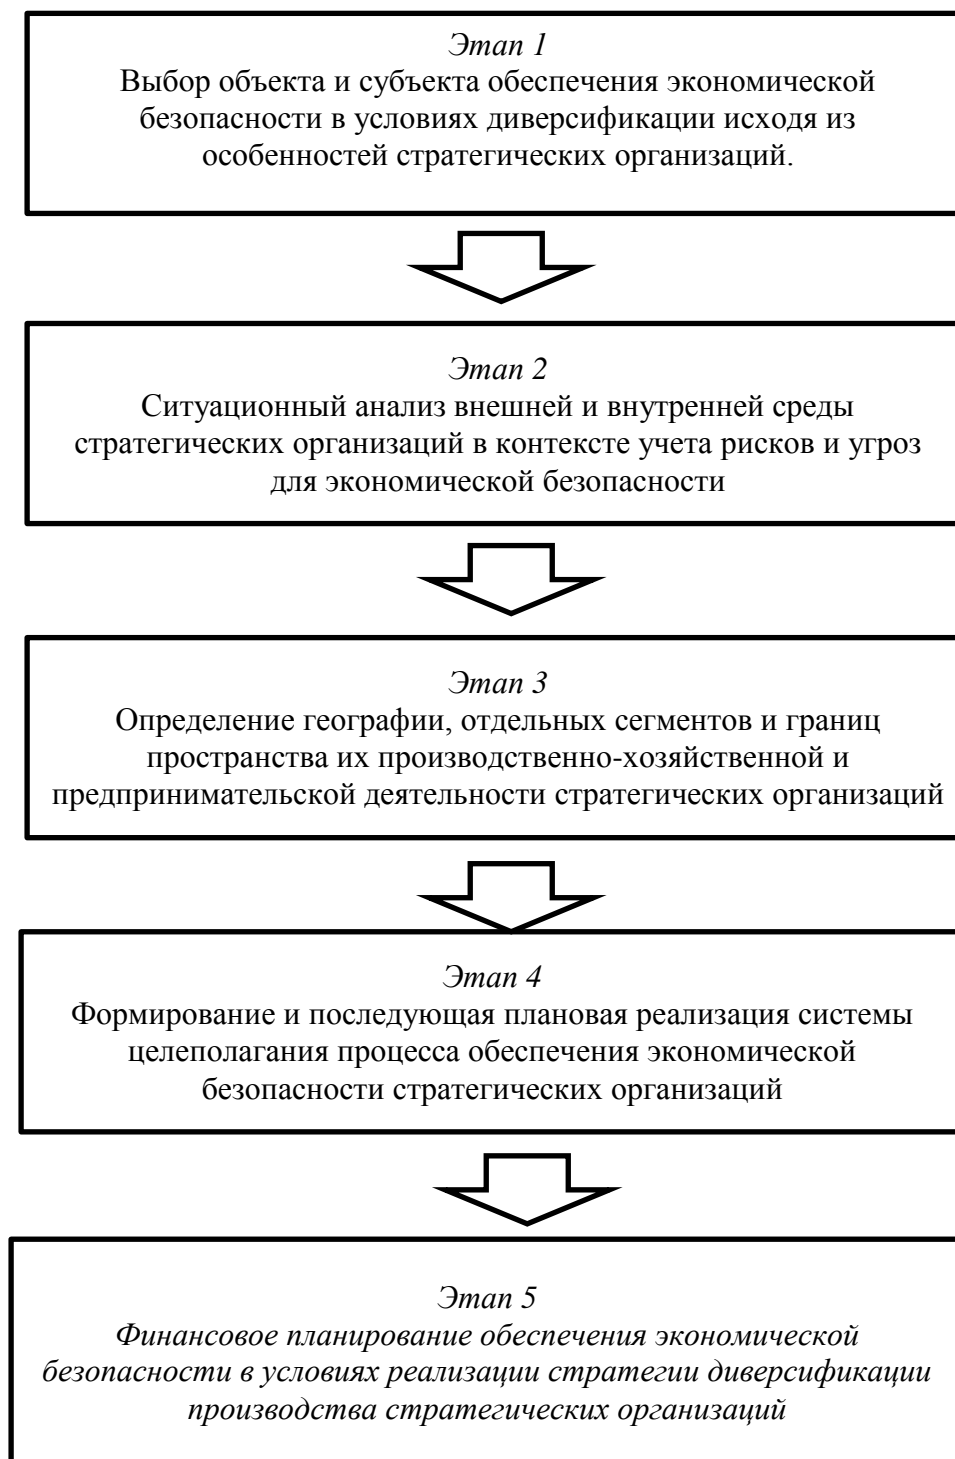 Этап 1
Выбор объекта и субъекта обеспечения экономической
безопасности в условиях диверсификации исходя из
особенностей стратегических организаций.
Этап 2
Ситуационный анализ внешней и внутренней среды
стратегических организаций в контексте учета рисков и угроз
для экономической безопасности
Этап 3
Определение географии, отдельных сегментов и границ
пространства их производственно-хозяйственной и
предпринимательской деятельности стратегических организаций
Этап 4
Формирование и последующая плановая реализация системы
целеполагания процесса обеспечения экономической
безопасности стратегических организаций
Этап 5
Финансовое планирование обеспечения экономической
безопасности в условиях реализации стратегии диверсификации
производства стратегических организаций